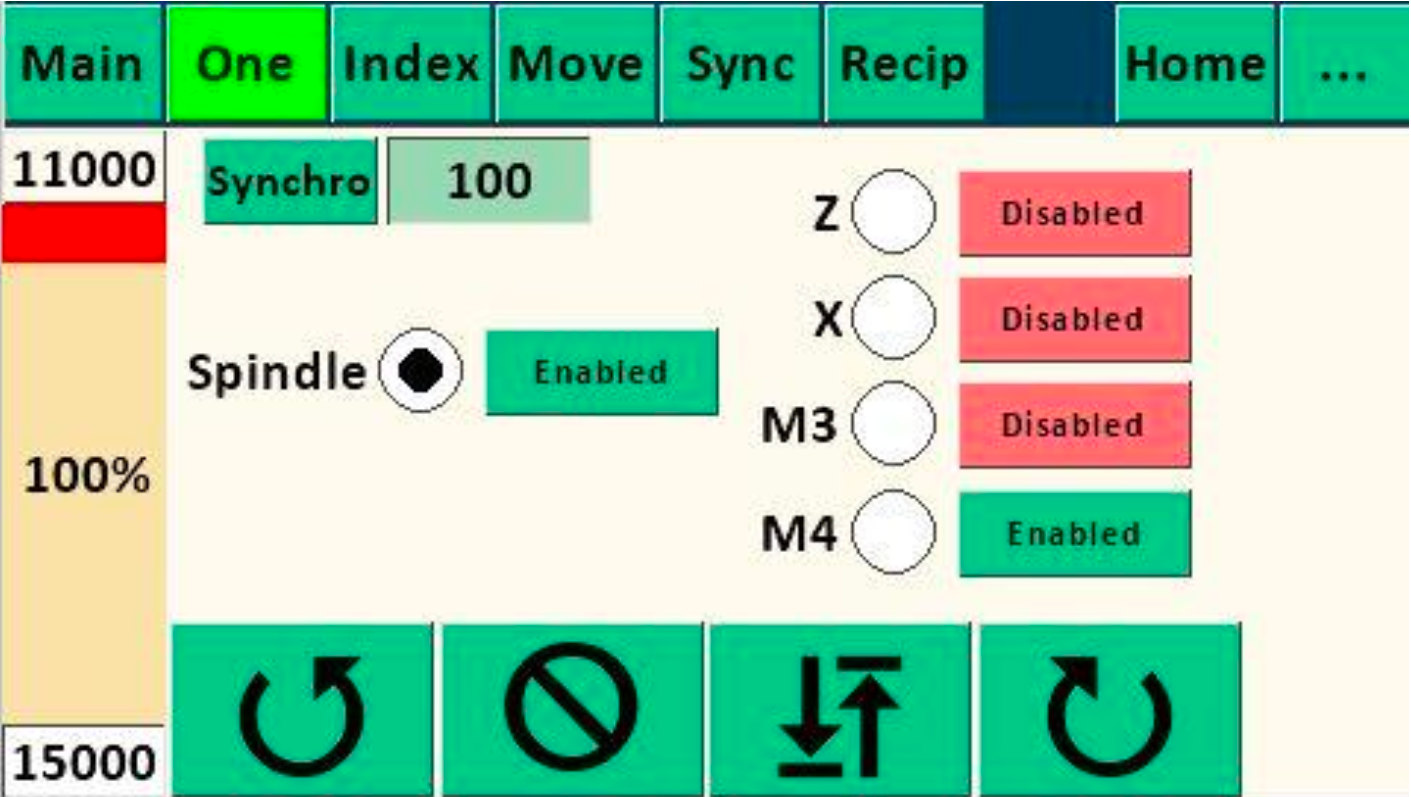 Main One Index Move Sync Recip Home ...
11000
Synchro 100
Z Disabled
X Disabled
Spindle Enabled
M3 Disabled
100%
M4 Enabled
15000